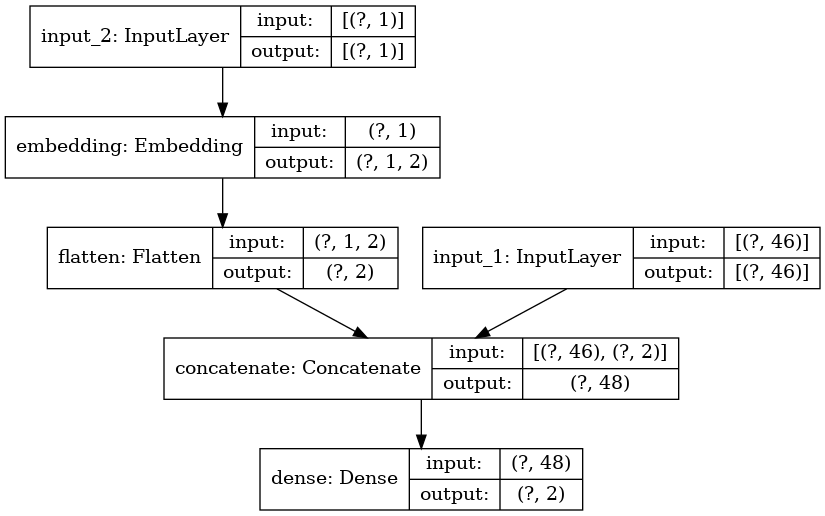 input_2: InputLayer
input: [(?, 1)]
output: [(?, 1)]
embedding: Embedding
input: (?, 1)
output: (?, 1, 2)
flatten: Flatten
input: (?, 1, 2)
output: (?, 2)
input_1: InputLayer
input: [(?, 46)]
output: [(?, 46)]
concatenate: Concatenate
input: [(?, 46), (?, 2)]
output: (?, 48)
dense: Dense
input: (?, 48)
output: (?, 2)